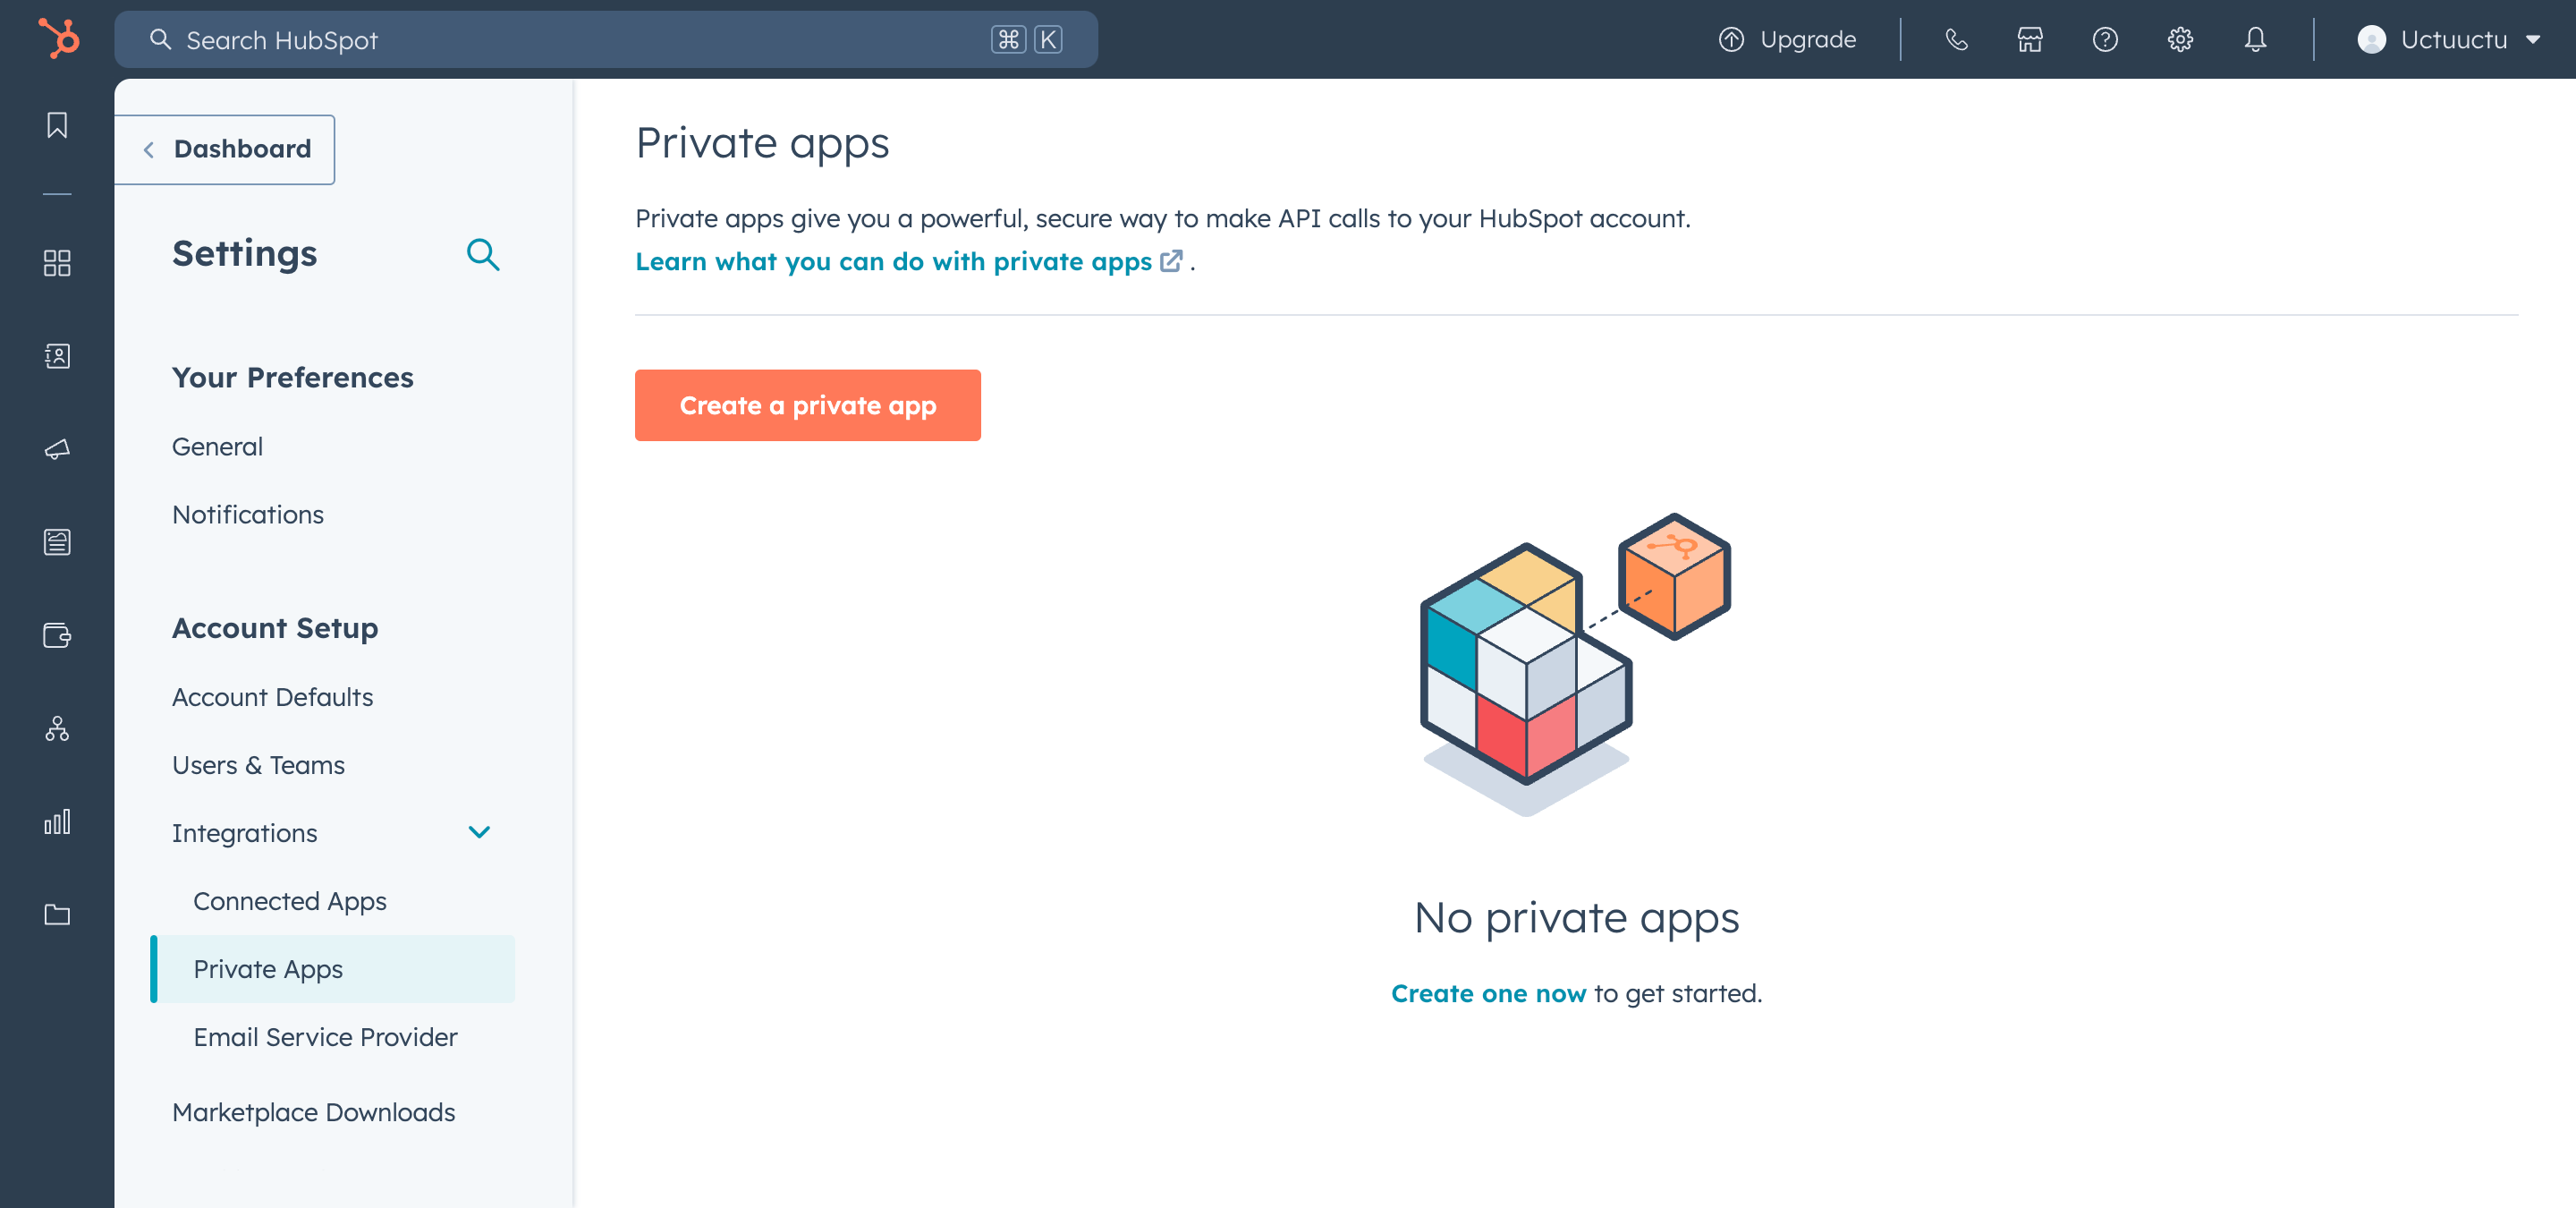 Search HubSpot
⌘ K
Upgrade
Uctuuctu
Dashboard
Settings
Your Preferences
General
Notifications
Account Setup
Account Defaults
Users & Teams
Integrations
Connected Apps
Private Apps
Email Service Provider
Marketplace Downloads
Private apps
Private apps give you a powerful, secure way to make API calls to your HubSpot account.
Learn what you can do with private apps .
Create a private app
No private apps
Create one now to get started.